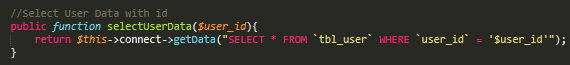 //Select User Data with id
public function selectUserData($user_id){
return $this->connect->getData("SELECT * FROM `tbl_user` WHERE `user_id` = '$user_id'");
}